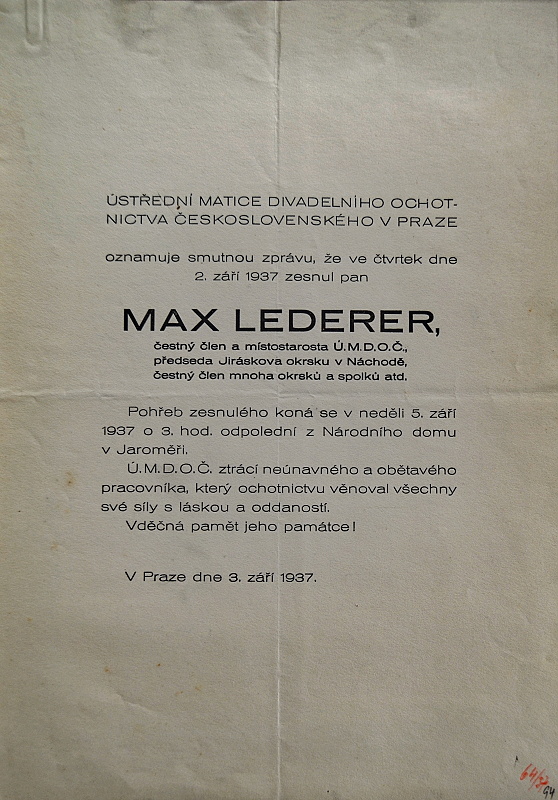 ÚSTŘEDNÍ MATICE DIVADELNÍHO OCHOT-
NICTVA ČESKOSLOVENSKÉHO V PRAZE
oznamuje smutnou zprávu, že ve čtvrtek dne
2. září 1937 zesnul pan
MAX LEDERER,
čestný člen a místostarosta Ú.M.D.O.Č.,
předseda Jiráskova okrsku v Náchodě,
čestný člen mnoha okrsků a spolků atd.
Pohřeb zesnulého koná se v neděli 5. září
1937 o 3. hod. odpolední z Národního domu
v Jaroměři.
Ú.M.D.O.Č. ztrácí neúnavného a obětavého
pracovníka, který ochotnictvu věnoval všechny
své síly s láskou a oddaností.
Vděčná pamět jeho památce!
V Praze dne 3. září 1937.